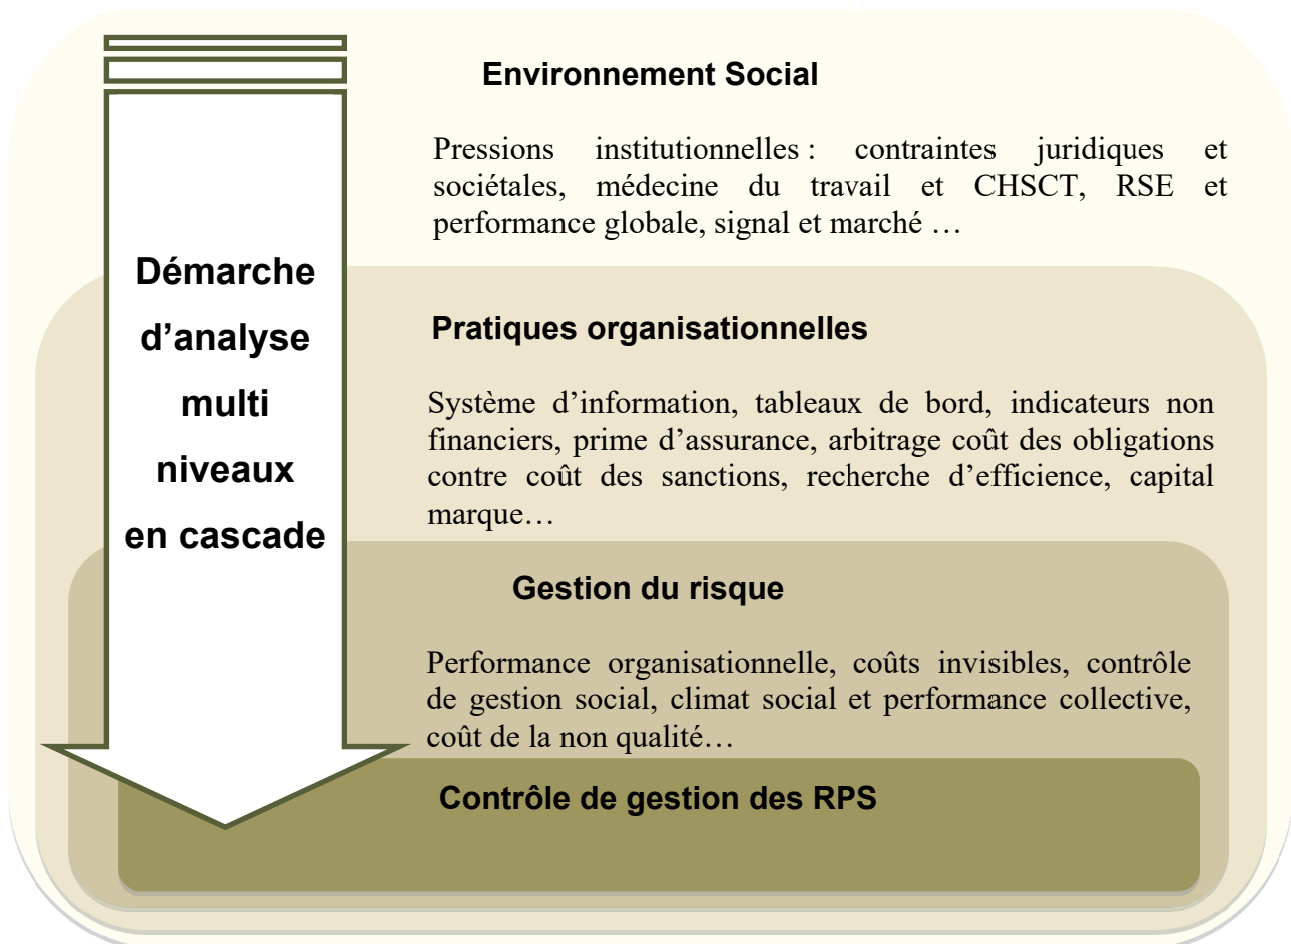 Environnement Social
Pressions institutionnelles : contraintes juridiques et
sociétales, médecine du travail et CHSCT, RSE et
performance globale, signal et marché …
Démarche
d’analyse
multi
niveaux
en cascade
Pratiques organisationnelles
Système d’information, tableaux de bord, indicateurs non
financiers, prime d’assurance, arbitrage coût des obligations
contre coût des sanctions, recherche d’efficience, capital
marque…
Gestion du risque
Performance organisationnelle, coûts invisibles, contrôle
de gestion social, climat social et performance collective,
coût de la non qualité…
Contrôle de gestion des RPS